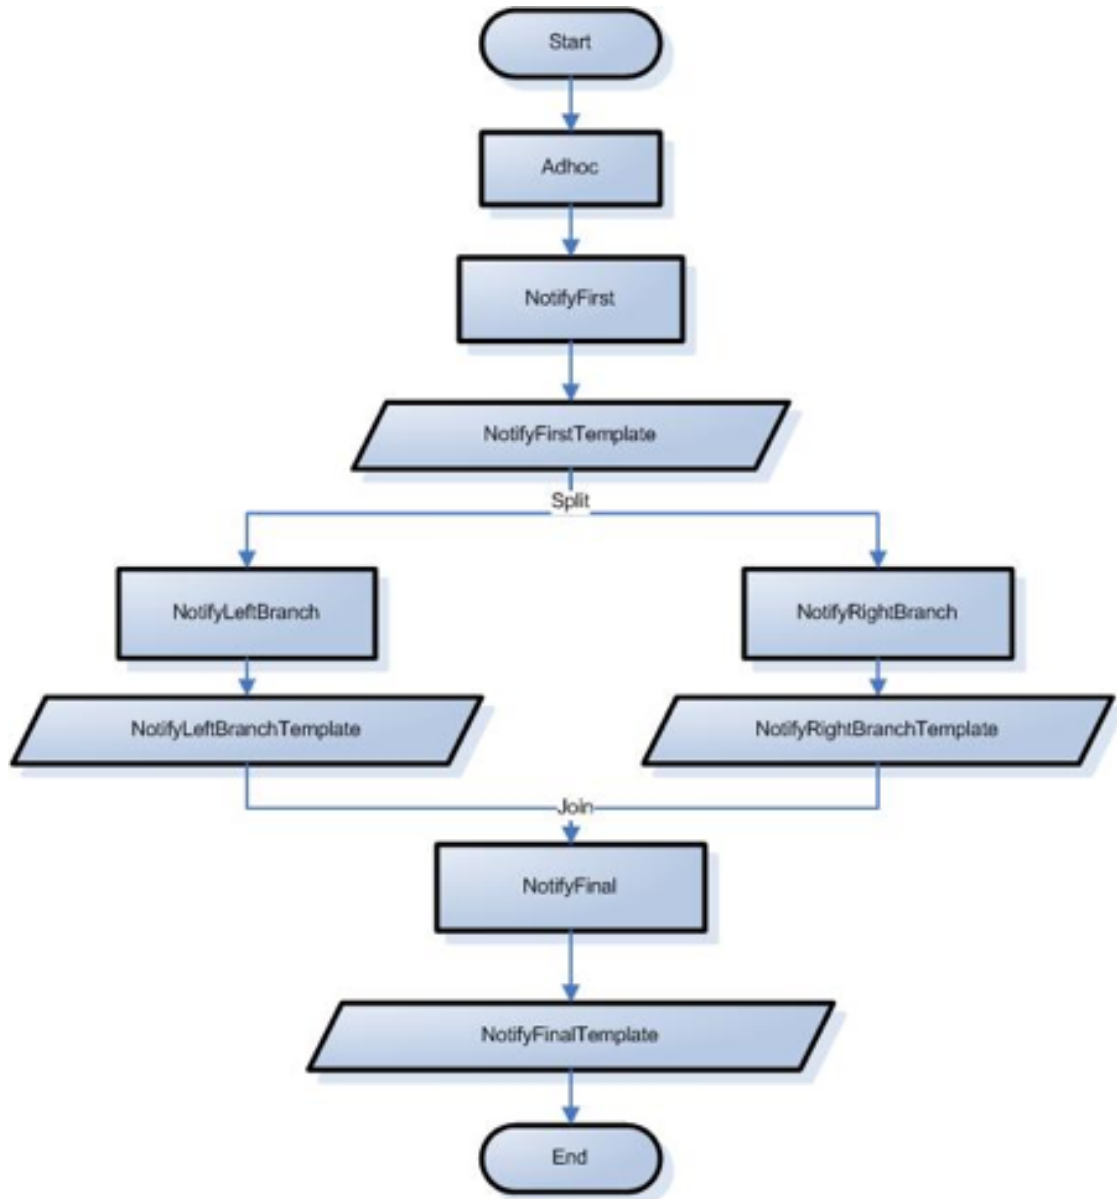 Start
Adhoc
NotifyFirst
NotifyFirstTemplate
Split
NotifyLeftBranch
NotifyRightBranch
NotifyLeftBranchTemplate
NotifyRightBranchTemplate
Join
NotifyFinal
NotifyFinalTemplate
End